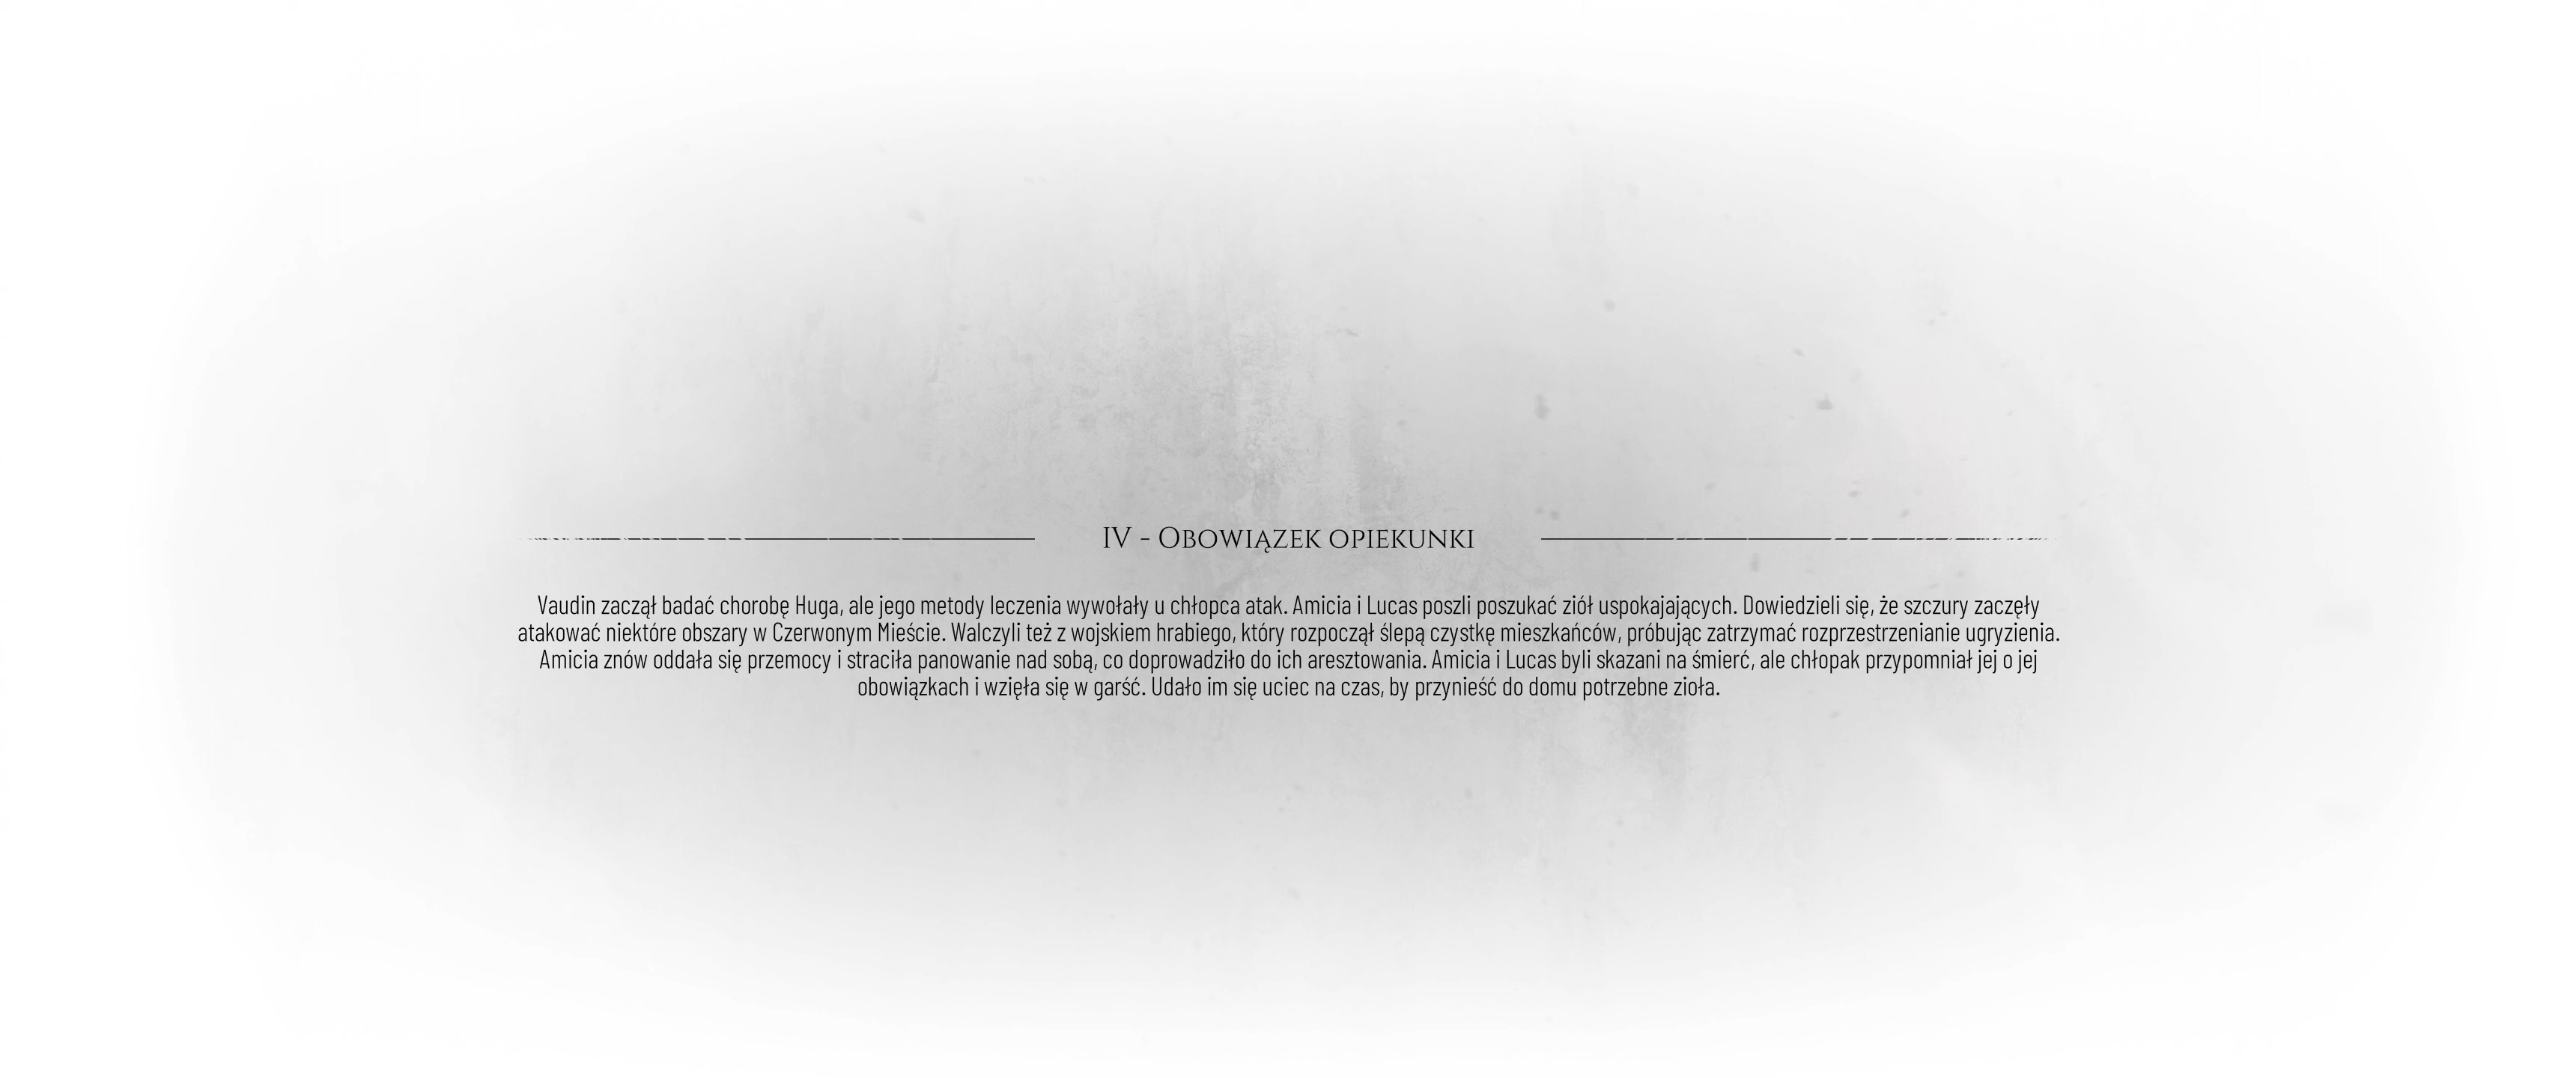 IV - Obowiązek opiekunki
Vaudin zaczął badać chorobę Huga, ale jego metody leczenia wywołały u chłopca atak. Amicia i Lucas poszli poszukać ziół uspokajających. Dowiedzieli się, że szczury zaczęły
atakować niektóre obszary w Czerwonym Mieście. Walczyli też z wojskiem hrabiego, który rozpoczął ślepą czystkę mieszkańców, próbując zatrzymać rozprzestrzenianie ugryzienia.
Amicia znów oddała się przemocy i straciła panowanie nad sobą, co doprowadziło do ich aresztowania. Amicia i Lucas byli skazani na śmierć, ale chłopak przypomniał jej o jej
obowiązkach i wzięła się w garść. Udało im się uciec na czas, by przynieść do domu potrzebne zioła.